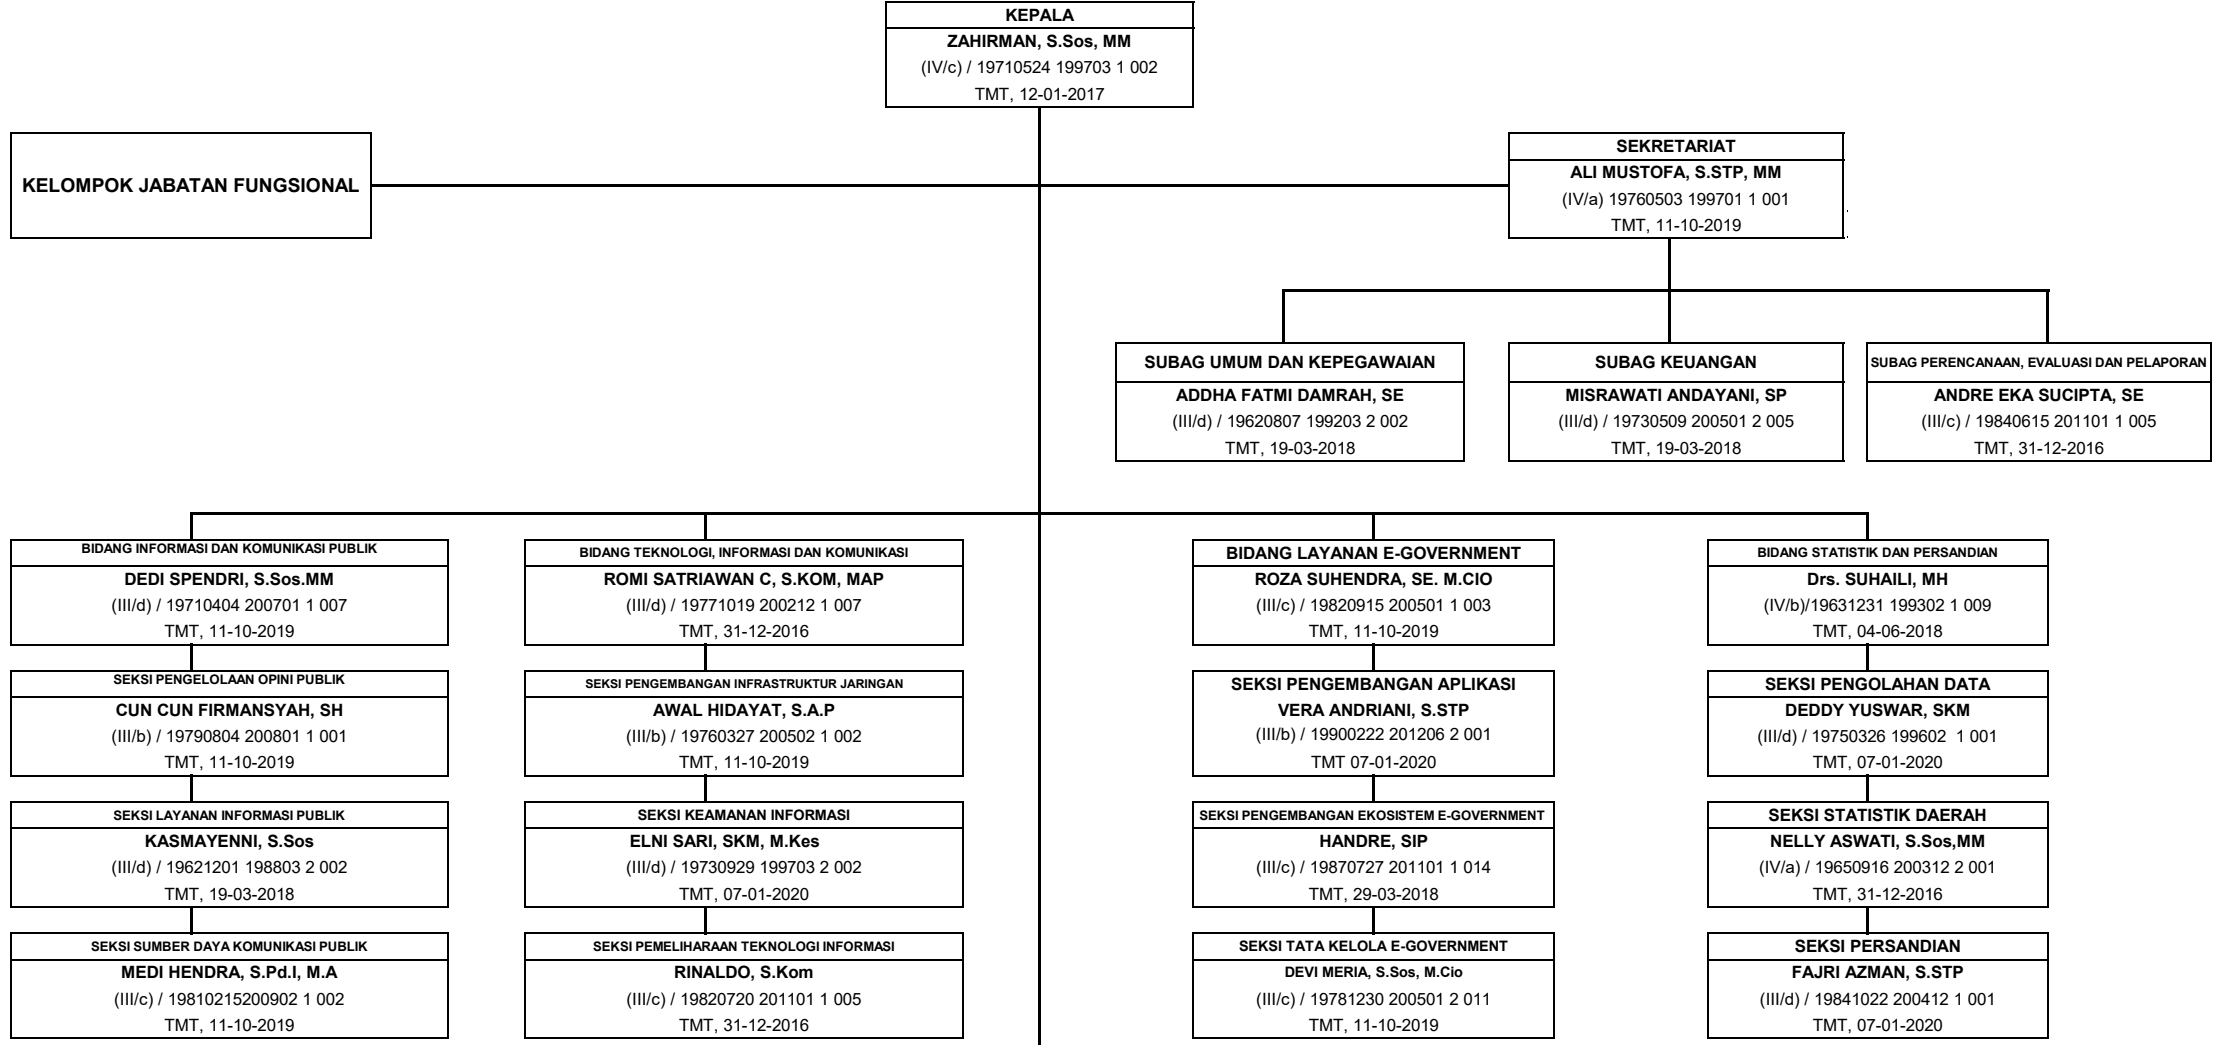 KEPALA
ZAHIRMAN, S.Sos, MM
(IV/c) / 19710524 199703 1 002
TMT, 12-01-2017
KELOMPOK JABATAN FUNGSIONAL
SEKRETARIAT
ALI MUSTOFA, S.STP, MM
(IV/a) 19760503 199701 1 001
TMT, 11-10-2019
SUBAG UMUM DAN KEPEGAWAIAN
ADDHA FATMI DAMRAH, SE
(III/d) / 19620807 199203 2 002
TMT, 19-03-2018
SUBAG KEUANGAN
MISRAWATI ANDAYANI, SP
(III/d) / 19730509 200501 2 005
TMT, 19-03-2018
SUBAG PERENCANAAN, EVALUASI DAN PELAPORAN
ANDRE EKA SUCIPTA, SE
(III/c) / 19840615 201101 1 005
TMT, 31-12-2016
BIDANG INFORMASI DAN KOMUNIKASI PUBLIK
DEDI SPENDRI, S.Sos.MM
(III/d) / 19710404 200701 1 007
TMT, 11-10-2019
SEKSI PENGELOLAAN OPINI PUBLIK
CUN CUN FIRMANSYAH, SH
(III/b) / 19790804 200801 1 001
TMT, 11-10-2019
SEKSI LAYANAN INFORMASI PUBLIK
KASMAYENNI, S.Sos
(III/d) / 19621201 198803 2 002
TMT, 19-03-2018
SEKSI SUMBER DAYA KOMUNIKASI PUBLIK
MEDI HENDRA, S.Pd.I, M.A
(III/c) / 19810215200902 1 002
TMT, 11-10-2019
BIDANG TEKNOLOGI, INFORMASI DAN KOMUNIKASI
ROMI SATRIAWAN C, S.KOM, MAP
(III/d) / 19771019 200212 1 007
TMT, 31-12-2016
SEKSI PENGEMBANGAN INFRASTRUKTUR JARINGAN
AWAL HIDAYAT, S.A.P
(III/b) / 19760327 200502 1 002
TMT, 11-10-2019
SEKSI KEAMANAN INFORMASI
ELNI SARI, SKM, M.Kes
(III/d) / 19730929 199703 2 002
TMT, 07-01-2020
SEKSI PEMELIHARAAN TEKNOLOGI INFORMASI
RINALDO, S.Kom
(III/c) / 19820720 201101 1 005
TMT, 31-12-2016
BIDANG LAYANAN E-GOVERNMENT
ROZA SUHENDRA, SE. M.CIO
(III/c) / 19820915 200501 1 003
TMT, 11-10-2019
SEKSI PENGEMBANGAN APLIKASI
VERA ANDRIANI, S.STP
(III/b) / 19900222 201206 2 001
TMT 07-01-2020
SEKSI PENGEMBANGAN EKOSISTEM E-GOVERNMENT
HANDRE, SIP
(III/c) / 19870727 201101 1 014
TMT, 29-03-2018
SEKSI TATA KELOLA E-GOVERNMENT
DEVI MERIA, S.Sos, M.Cio
(III/c) / 19781230 200501 2 011
TMT, 11-10-2019
BIDANG STATISTIK DAN PERSANDIAN
Drs. SUHAILI, MH
(IV/b)/19631231 199302 1 009
TMT, 04-06-2018
SEKSI PENGOLAHAN DATA
DEDDY YUSWAR, SKM
(III/d) / 19750326 199602  1 001
TMT, 07-01-2020
SEKSI STATISTIK DAERAH
NELLY ASWATI, S.Sos,MM
(IV/a) / 19650916 200312 2 001
TMT, 31-12-2016
SEKSI PERSANDIAN
FAJRI AZMAN, S.STP
(III/d) / 19841022 200412 1 001
TMT, 07-01-2020